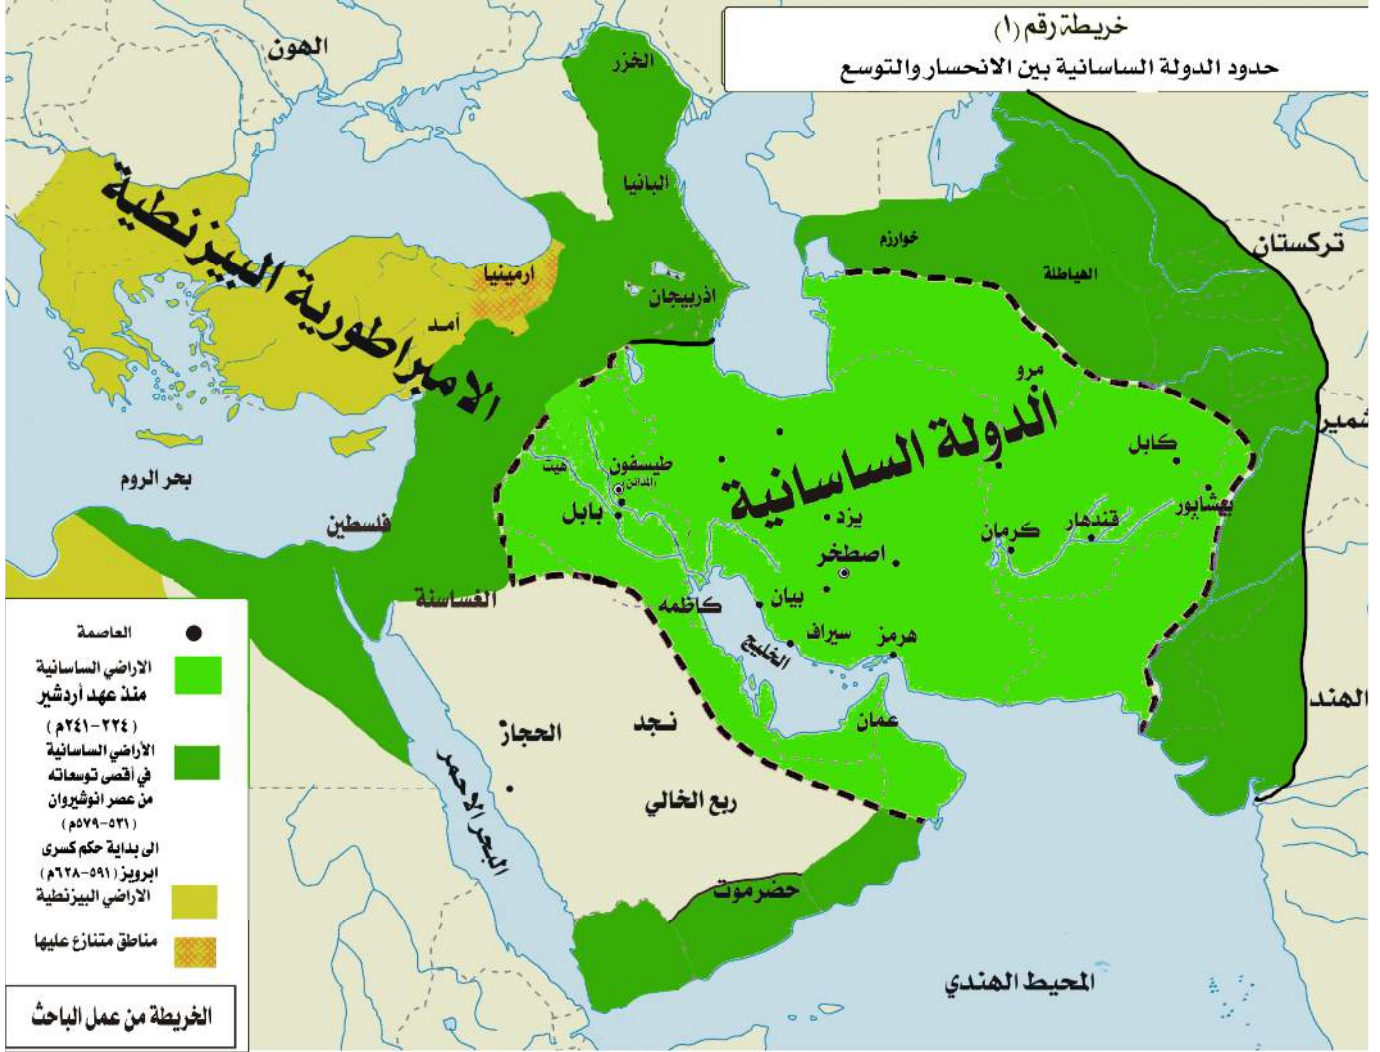 خريطة رقم (١)
حدود الدولة الساسانية بين الانحسار والتوسع
الهون
الخزر
البانيا
خوارزم
الهياطلة
تركستان
الامبراطورية البيزنطية
ارمينيا
اذربيجان
أمد
مرو
الدولة الساسانية
كابل
شمير
هيت
طيسفون
(المدائن)
بابل
يزد
بهشابور
قندهار
كرمان
اصطخر
بحر الروم
فلسطين
الغساسنة
كاظمه
بيان
سيراف
هرمز
الخليج
عمان
الهند
نجد
الحجاز
ربع الخالي
البحر الاحمر
حضرموت
المحيط الهندي
العاصمة
الاراضي الساسانية
منذ عهد أردشير
(٢٢٤-٢٤١م)
الأراضي الساسانية
في أقصى توسعاته
من عصر انوشيروان
(٥٣١-٥٧٩م)
الى بداية حكم كسرى
ابرويز (٥٩١-٦٢٨م)
الاراضي البيزنطية
مناطق متنازع عليها
الخريطة من عمل الباحث